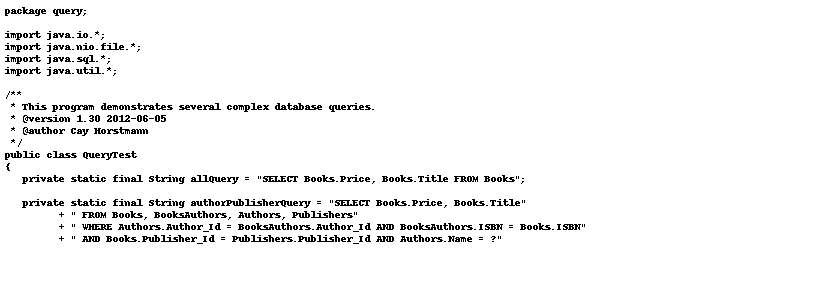 package query;

import java.io.*;
import java.nio.file.*;
import java.sql.*;
import java.util.*;

/**
 * This program demonstrates several complex database queries.
 * @version 1.30 2012-06-05
 * @author Cay Horstmann
 */
public class QueryTest
{
   private static final String allQuery = "SELECT Books.Price, Books.Title FROM Books";

   private static final String authorPublisherQuery = "SELECT Books.Price, Books.Title"
         + " FROM Books, BooksAuthors, Authors, Publishers"
         + " WHERE Authors.Author_Id = BooksAuthors.Author_Id AND BooksAuthors.ISBN = Books.ISBN"
         + " AND Books.Publisher_Id = Publishers.Publisher_Id AND Authors.Name = ?"